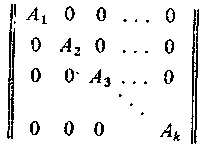 A₁ 0 0 ... 0
0 A₂ 0 ... 0
0 0 A₃ ... 0
⋱
0 0 0 Aₖ